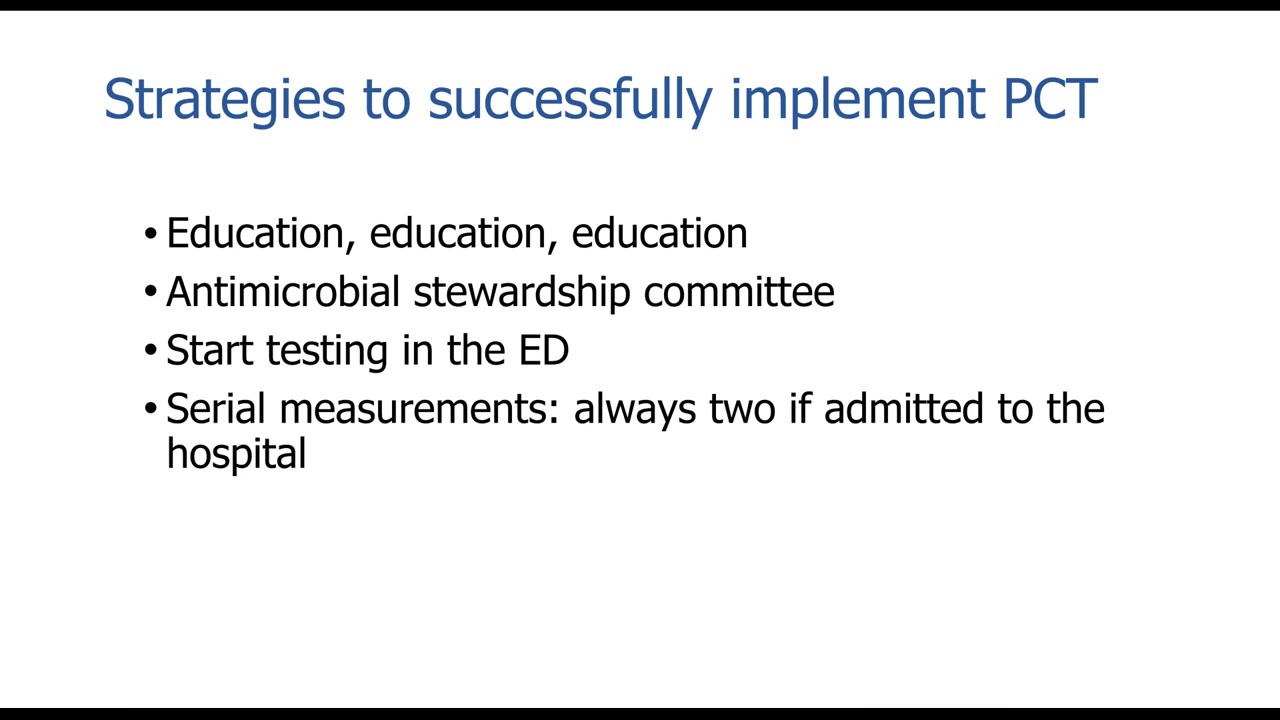 Strategies to successfully implement PCT
• Education, education, education
• Antimicrobial stewardship committee
• Start testing in the ED
• Serial measurements: always two if admitted to the
hospital